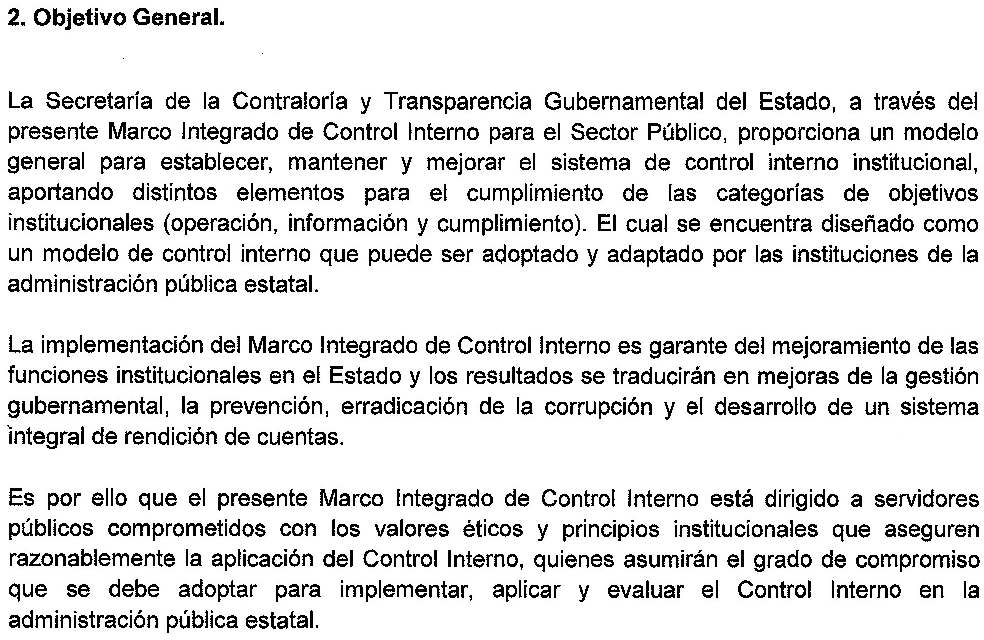 2. Objetivo General.
La Secretaría de la Contraloría y Transparencia Gubernamental del Estado, a través del
presente Marco Integrado de Control Interno para el Sector Público, proporciona un modelo
general para establecer, mantener y mejorar el sistema de control interno institucional,
aportando distintos elementos para el cumplimiento de las categorías de objetivos
institucionales (operación, información y cumplimiento). El cual se encuentra diseñado como
un modelo de control interno que puede ser adoptado y adaptado por las instituciones de la
administración pública estatal.
La implementación del Marco Integrado de Control Interno es garante del mejoramiento de las
funciones institucionales en el Estado y los resultados se traducirán en mejoras de la gestión
gubernamental, la prevención, erradicación de la corrupción y el desarrollo de un sistema
integral de rendición de cuentas.
Es por ello que el presente Marco Integrado de Control Interno está dirigido a servidores
públicos comprometidos con los valores éticos y principios institucionales que aseguren
razonablemente la aplicación del Control Interno, quienes asumirán el grado de compromiso
que se debe adoptar para implementar, aplicar y evaluar el Control Interno en la
administración pública estatal.